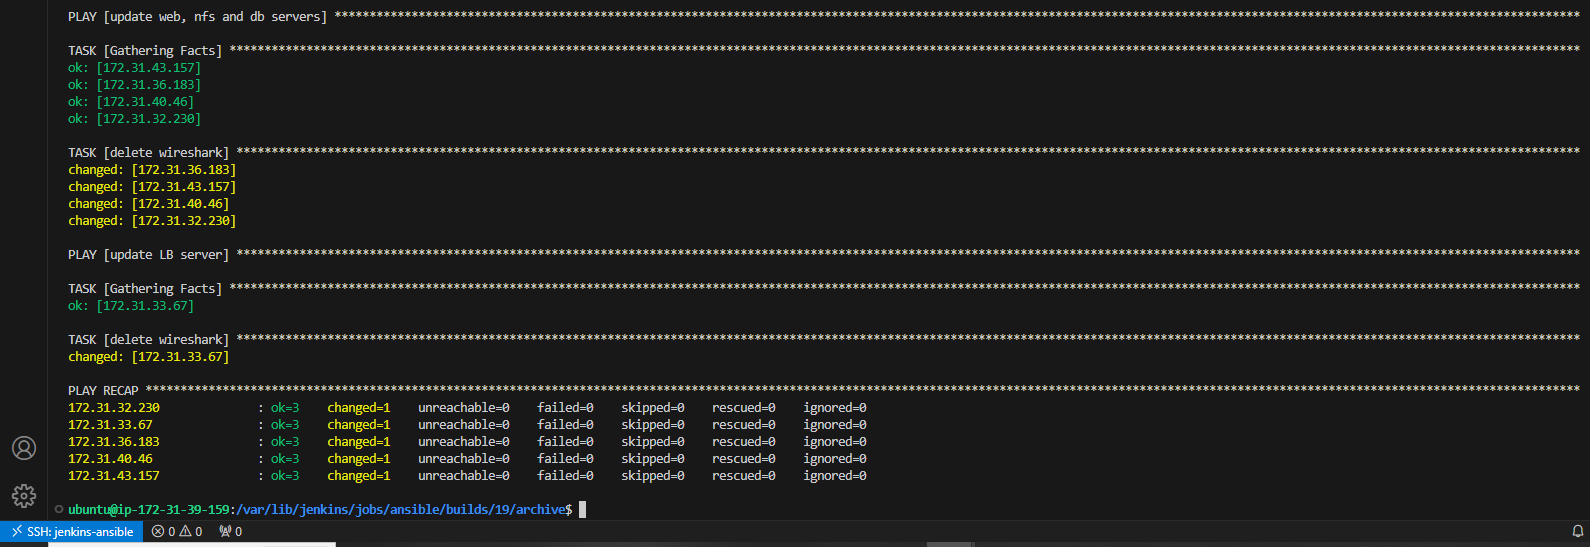 PLAY [update web, nfs and db servers] ******************************************************************************************************************************************************************************
TASK [Gathering Facts] *********************************************************************************************************************************************************************************************
ok: [172.31.43.157]
ok: [172.31.36.183]
ok: [172.31.40.46]
ok: [172.31.32.230]
TASK [delete wireshark] ********************************************************************************************************************************************************************************************
changed: [172.31.36.183]
changed: [172.31.43.157]
changed: [172.31.40.46]
changed: [172.31.32.230]
PLAY [update LB server] ********************************************************************************************************************************************************************************************
TASK [Gathering Facts] *********************************************************************************************************************************************************************************************
ok: [172.31.33.67]
TASK [delete wireshark] ********************************************************************************************************************************************************************************************
changed: [172.31.33.67]
PLAY RECAP *********************************************************************************************************************************************************************************************************
172.31.32.230              : ok=3    changed=1    unreachable=0    failed=0    skipped=0    rescued=0    ignored=0
172.31.33.67               : ok=3    changed=1    unreachable=0    failed=0    skipped=0    rescued=0    ignored=0
172.31.36.183              : ok=3    changed=1    unreachable=0    failed=0    skipped=0    rescued=0    ignored=0
172.31.40.46               : ok=3    changed=1    unreachable=0    failed=0    skipped=0    rescued=0    ignored=0
172.31.43.157              : ok=3    changed=1    unreachable=0    failed=0    skipped=0    rescued=0    ignored=0
ubuntu@ip-172-31-39-159:/var/lib/jenkins/jobs/ansible/builds/19/archive$
SSH: jenkins-ansible 0 0 0